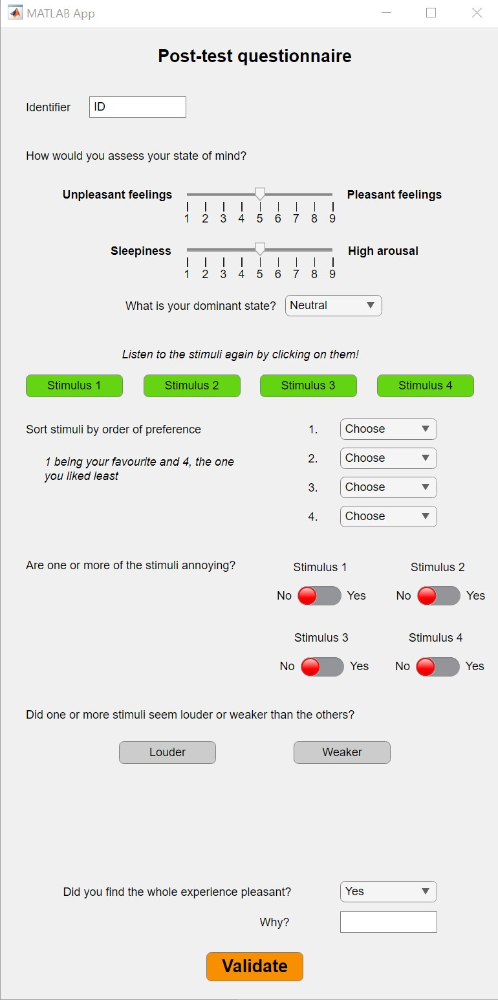 MATLAB App
Post-test questionnaire
Identifier ID
How would you assess your state of mind?
Unpleasant feelings Pleasant feelings
1 2 3 4 5 6 7 8 9
Sleepiness High arousal
1 2 3 4 5 6 7 8 9
What is your dominant state? Neutral
Listen to the stimuli again by clicking on them!
Stimulus 1 Stimulus 2 Stimulus 3 Stimulus 4
Sort stimuli by order of preference 1. Choose
1 being your favourite and 4, the one 2. Choose
you liked least
3. Choose
4. Choose
Are one or more of the stimuli annoying? Stimulus 1 Stimulus 2
No Yes No Yes
Stimulus 3 Stimulus 4
No Yes No Yes
Did one or more stimuli seem louder or weaker than the others?
Louder Weaker
Did you find the whole experience pleasant? Yes
Why?
Validate